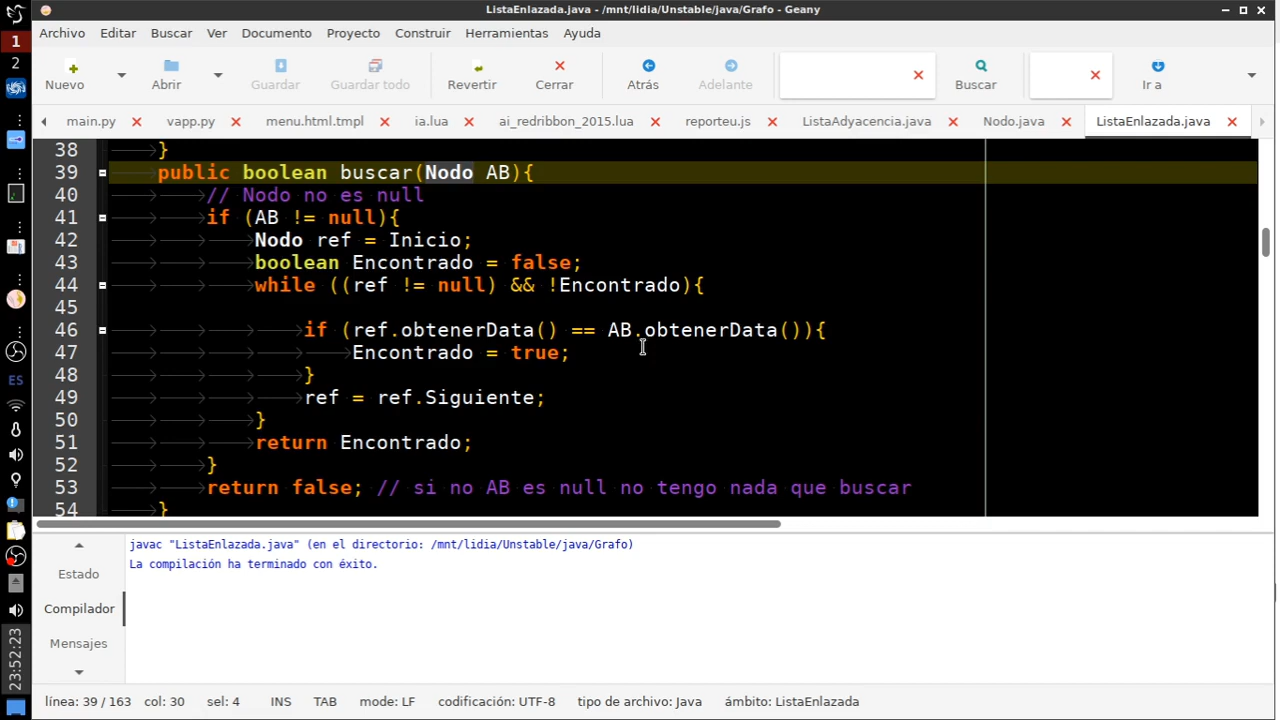 ListaEnlazada.java - /mnt/lidia/Unstable/java/Grafo - Geany
1
2
ES
23:52:23
Archivo Editar Buscar Ver Documento Proyecto Construir Herramientas Ayuda
Nuevo Abrir Guardar Guardar todo Revertir Cerrar Atrás Adelante Buscar Ir a
main.py vapp.py menu.html.tmpl ia.lua ai_redribbon_2015.lua reporteu.js ListaAdyacencia.java Nodo.java ListaEnlazada.java
38 }
39 public boolean buscar(Nodo AB){
40 // Nodo no es null
41 if (AB != null){
42 Nodo ref = Inicio;
43 boolean Encontrado = false;
44 while ((ref != null) && !Encontrado){
45
46 if (ref.obtenerData() == AB.obtenerData()){
47 Encontrado = true;
48 }
49 ref = ref.Siguiente;
50 }
51 return Encontrado;
52 }
53 return false; // si no AB es null no tengo nada que buscar
54 }
Estado
Compilador
Mensajes
javac "ListaEnlazada.java" (en el directorio: /mnt/lidia/Unstable/java/Grafo)
La compilación ha terminado con éxito.
línea: 39 / 163 col: 30 sel: 4 INS TAB mode: LF codificación: UTF-8 tipo de archivo: Java ámbito: ListaEnlazada